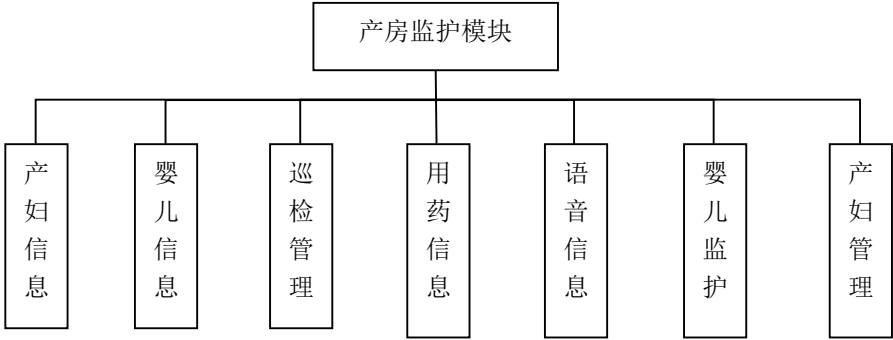 产房监护模块
产妇信息
婴儿信息
巡检管理
用药信息
语音信息
婴儿监护
产妇管理